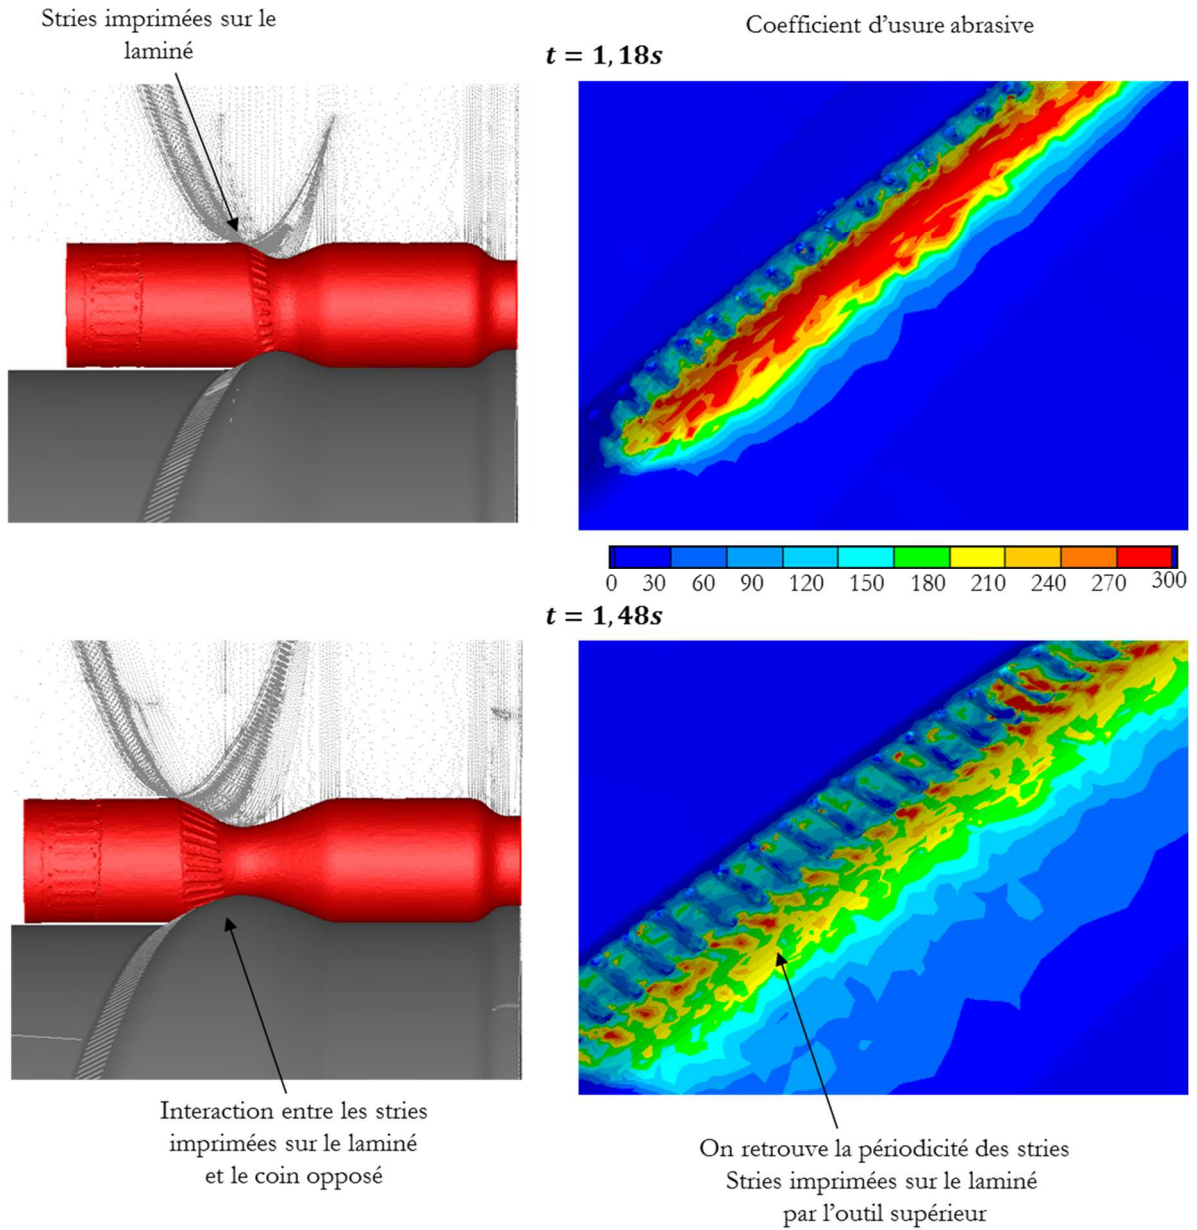 Stries imprimées sur le
laminé
Coefficient d'usure abrasive
t = 1, 18s
0 30 60 90 120 150 180 210 240 270 300
t = 1, 48s
Interaction entre les stries
imprimées sur le laminé
et le coin opposé
On retrouve la périodicité des stries
Stries imprimées sur le laminé
par l'outil supérieur